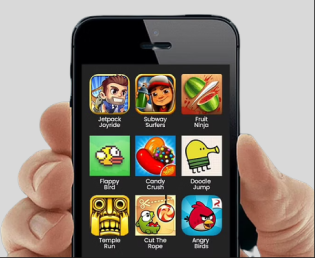 Jetpack
Joyride
Subway
Surfers
Fruit
Ninja
Flappy
Bird
Candy
Crush
Doodle
Jump
Temple
Run
Cut The
Rope
Angry
Birds